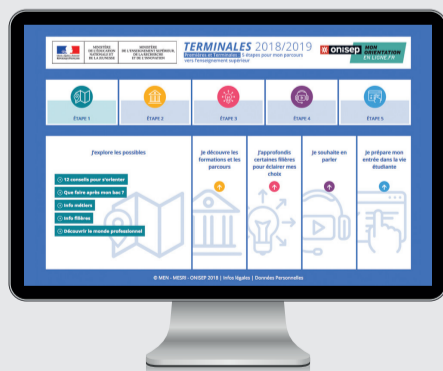 MINISTÈRE
DE L'ÉDUCATION
NATIONALE ET
DE LA JEUNESSE
MINISTÈRE
DE L'ENSEIGNEMENT SUPÉRIEUR,
DE LA RECHERCHE
ET DE L'INNOVATION
TERMINALES 2018/2019
Premières et Terminales : 5 étapes pour mon parcours
vers l'enseignement supérieur
onisep
MON
ORIENTATION
EN LIGNE.FR
ÉTAPE 1
ÉTAPE 2
ÉTAPE 3
ÉTAPE 4
ÉTAPE 5
J'explore les possibles
12 conseils pour s'orienter
Que faire après mon bac ?
Info métiers
Info filières
Découvrir le monde professionnel
Je découvre les
formations et les
parcours
J'approfondis
certaines filières
pour éclairer mes
choix
Je souhaite en
parler
Je prépare mon
entrée dans la vie
étudiante
© MEN - MESRI - ONISEP 2018 | Infos légales | Données Personnelles